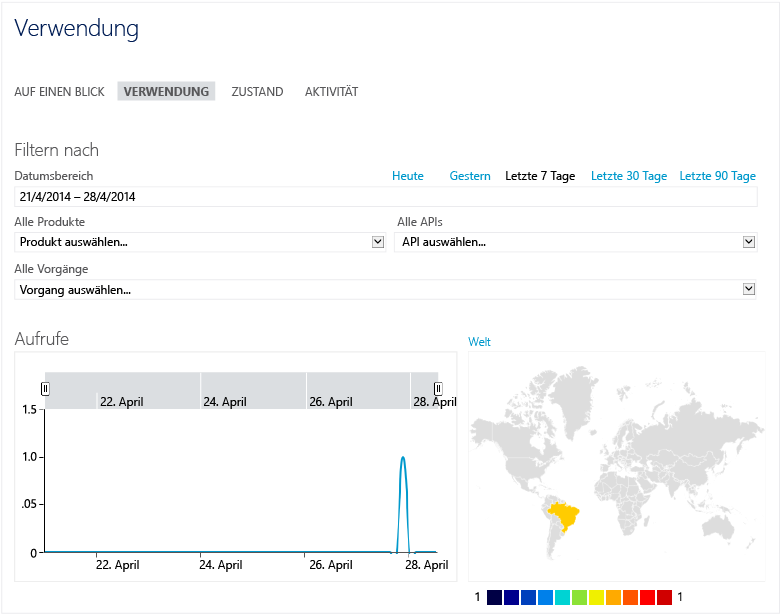 Verwendung
AUF EINEN BLICK VERWENDUNG ZUSTAND AKTIVITÄT
Filtern nach
Datumsbereich Heute Gestern Letzte 7 Tage Letzte 30 Tage Letzte 90 Tage
21/4/2014 – 28/4/2014
Alle Produkte Alle APIs
Produkt auswählen... API auswählen...
Alle Vorgänge
Vorgang auswählen...
Aufrufe Welt
22. April 24. April 26. April 28. April
1.5
1.0
.05
0
22. April 24. April 26. April 28. April
1 1